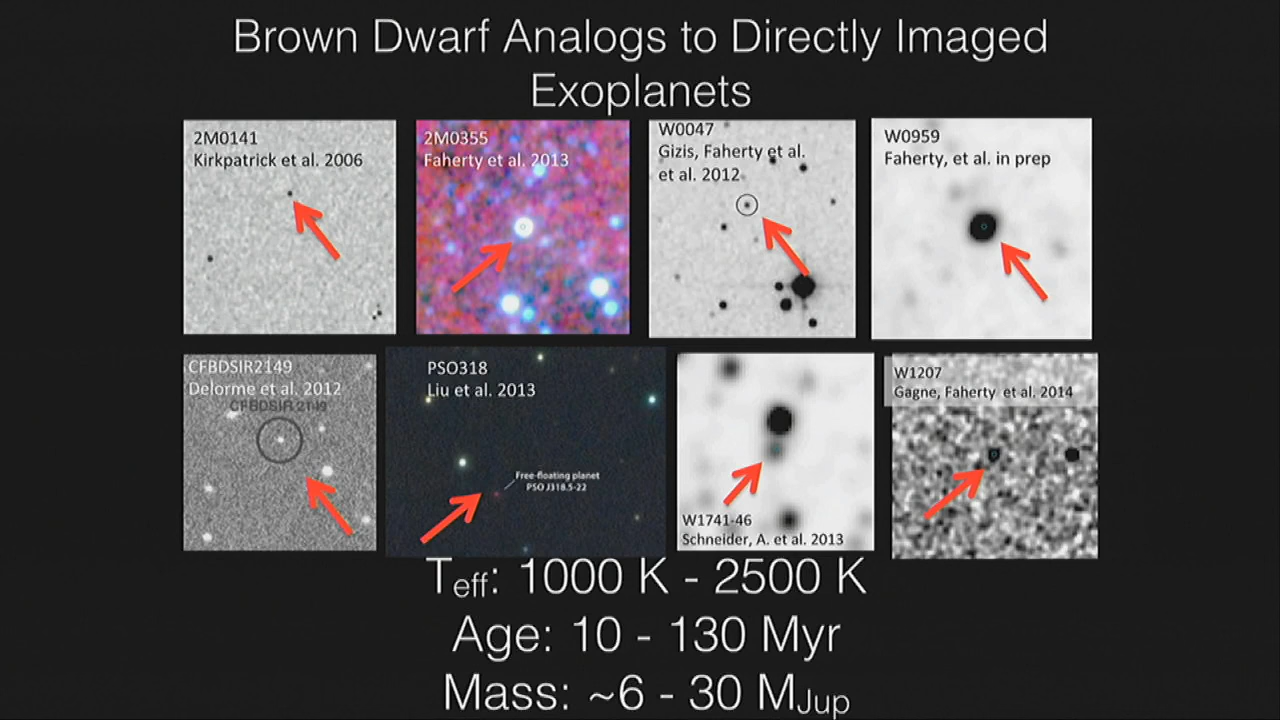 Brown Dwarf Analogs to Directly Imaged
Exoplanets
2M0141
Kirkpatrick et al. 2006
2M0355
Faherty et al. 2013
W0047
Gizis, Faherty et al.
et al. 2012
W0959
Faherty, et al. in prep
CFBDSIR2149
Delorme et al. 2012
CFBDSIR 2149
PSO318
Liu et al. 2013
Free-floating planet
PSO J318.5-22
W1741-46
Schneider, A. et al. 2013
W1207
Gagne, Faherty et al. 2014
Teff: 1000 K - 2500 K
Age: 10 - 130 Myr
Mass: ~6 - 30 MJup